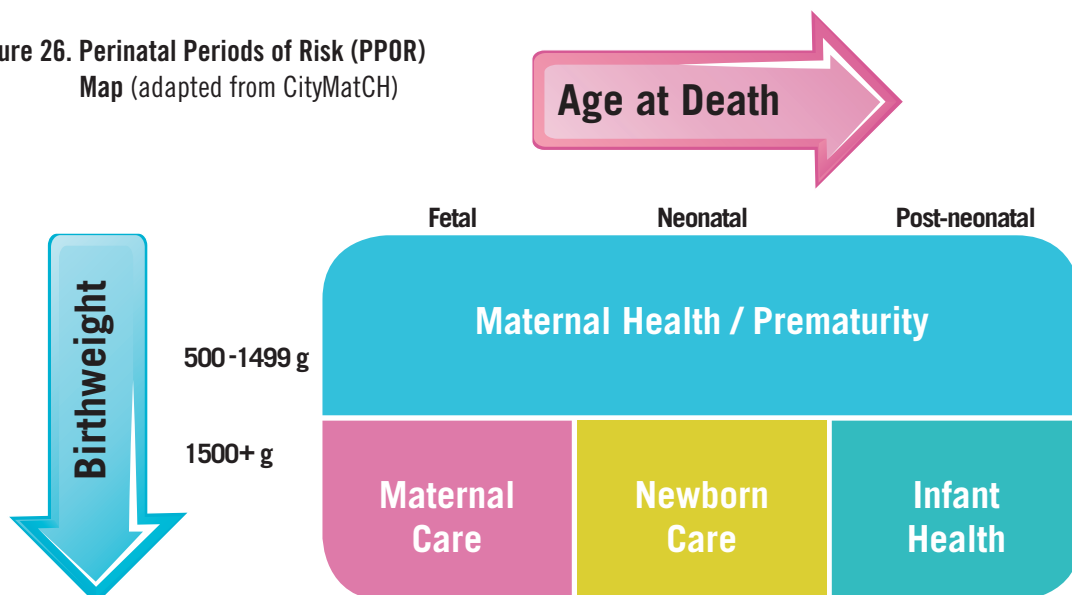 ure 26. Perinatal Periods of Risk (PPOR)
Map (adapted from CityMatCH)
Age at Death
Fetal Neonatal Post-neonatal
Birthweight
Maternal Health / Prematurity
500-1499 g
1500+ g
Maternal
Care
Newborn
Care
Infant
Health